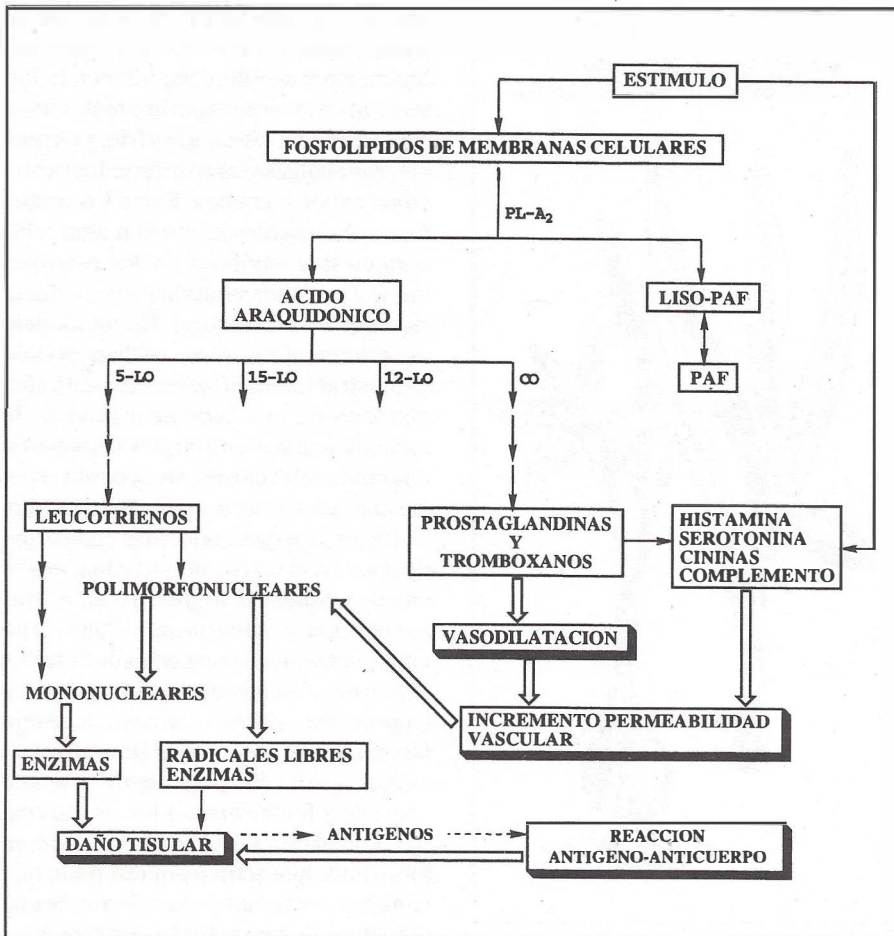 ESTIMULO
FOSFOLIPIDOS DE MEMBRANAS CELULARES
PL-A₂
ACIDO
ARAQUIDONICO
LISO-PAF
PAF
5-LO
15-LO
12-LO
CO
LEUCOTRIENOS
PROSTAGLANDINAS
Y
TROMBOXANOS
HISTAMINA
SEROTONINA
CININAS
COMPLEMENTO
POLIMORFONUCLEARES
VASODILATACION
MONONUCLEARES
INCREMENTO PERMEABILIDAD
VASCULAR
ENZIMAS
RADICALES LIBRES
ENZIMAS
DAÑO TISULAR
ANTIGENOS
REACCION
ANTIGENO-ANTICUERPO